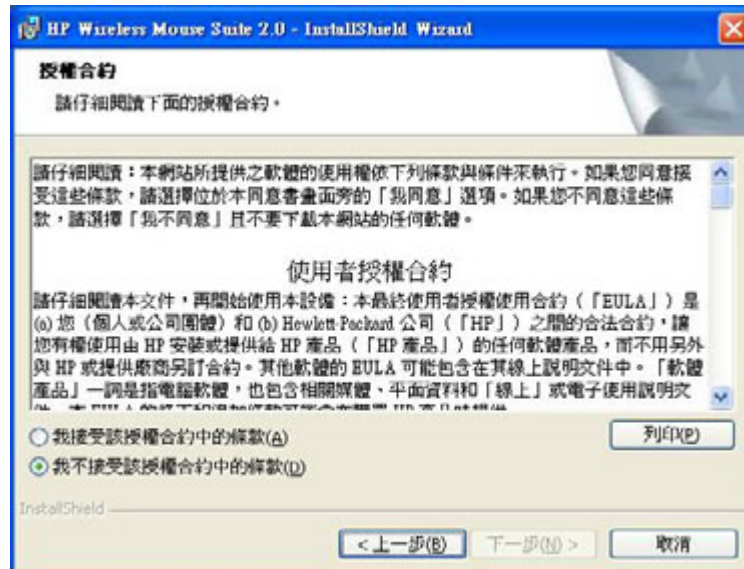 HP Wireless Mouse Suite 2.0 - InstallShield Wizard
授權合約
請仔細閱讀下面的授權合約。
請仔細閱讀：本網站所提供之軟體的使用權依下列條款與條件來執行。如果您同意接
受這些條款，請選擇位於本同意書畫面旁的「我同意」選項。如果您不同意這些條
款，請選擇「我不同意」且不要下載本網站的任何軟體。
使用者授權合約
請仔細閱讀本文件，再開始使用本設備：本最終使用者授權使用合約（「EULA」）是
(a) 您（個人或公司團體）和 (b) Hewlett-Packard 公司（「HP」）之間的合法合約，讓
您有權使用由 HP 安裝或提供給 HP 產品（「HP 產品」）的任何軟體產品，而不用另外
與 HP 或提供廠商另訂合約。其他軟體的 EULA 可能包含在其線上說明文件中。「軟體
產品」一詞是指電腦軟體，也包含相關媒體、平面資料和「線上」或電子使用說明文
我接受該授權合約中的條款(A)
列印(P)
我不接受該授權合約中的條款(D)
InstallShield
< 上一步(B)
下一步(N) >
取消